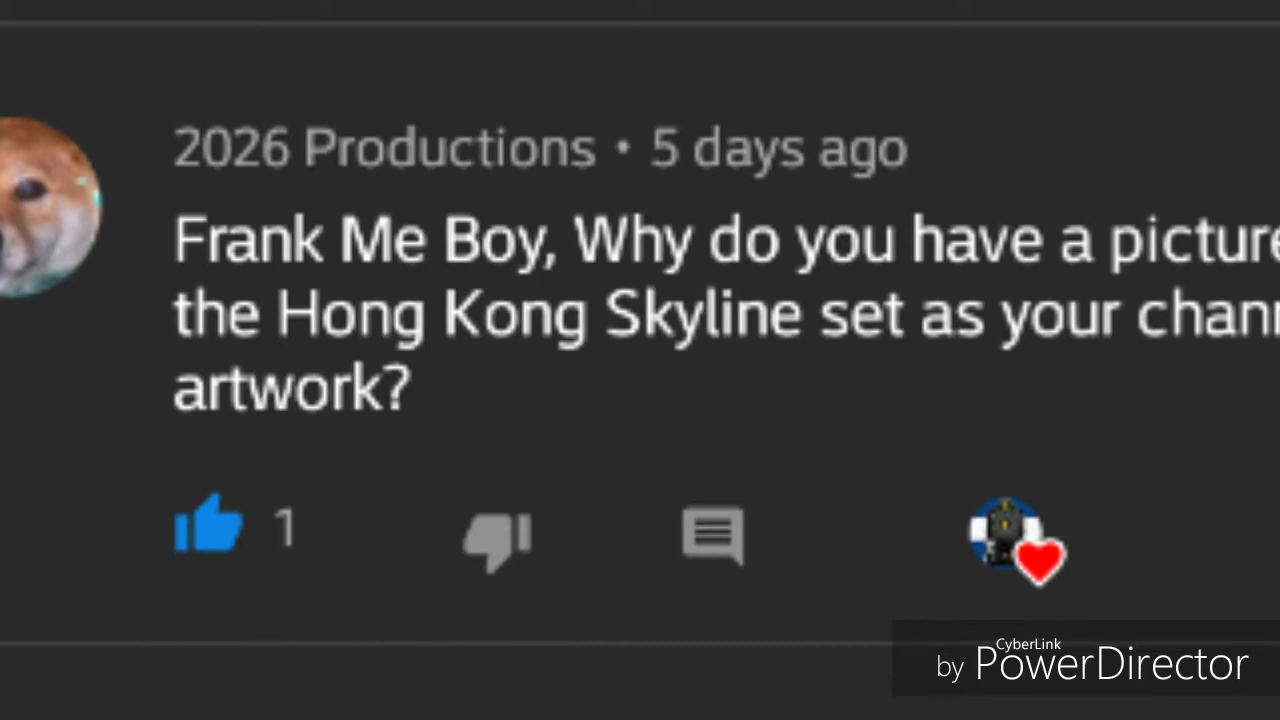 2026 Productions • 5 days ago
Frank Me Boy, Why do you have a picture
the Hong Kong Skyline set as your
artwork?
1
CyberLink
by PowerDirector